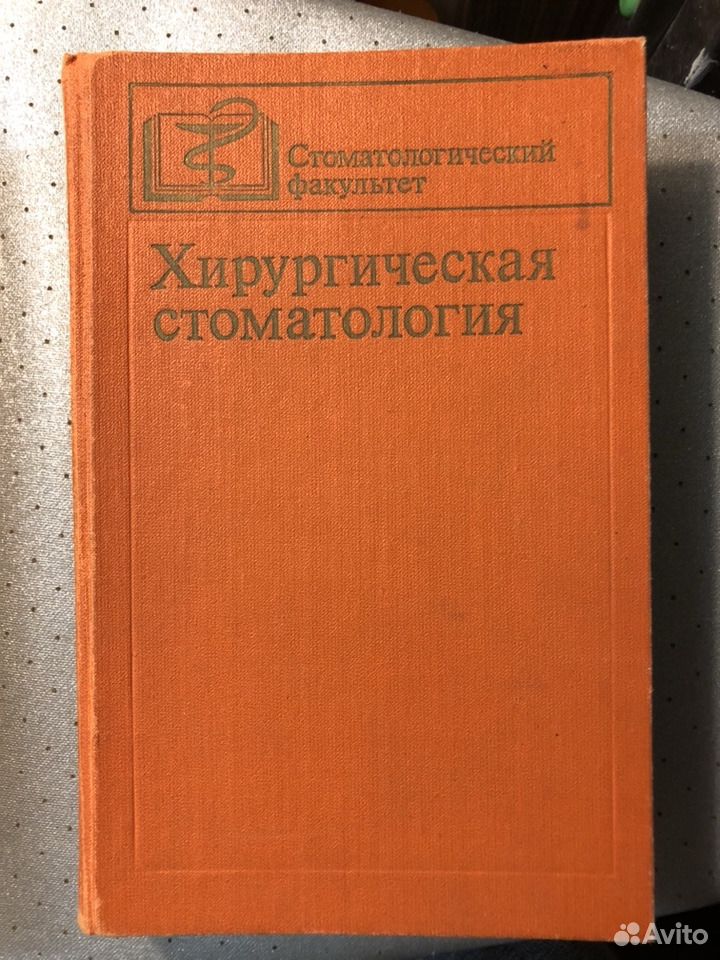 Стоматологический
факультет
Хирургическая
стоматология
Avito